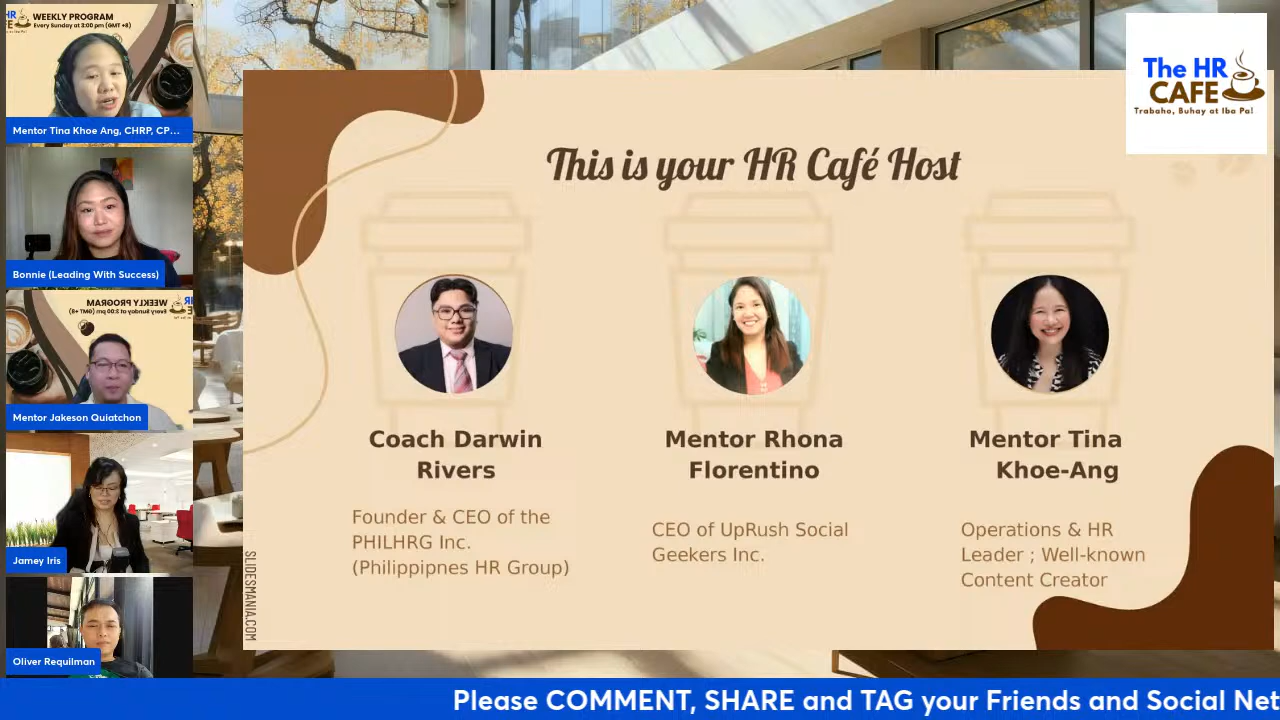 HR
WEEKLY PROGRAM
Every Sunday at 3:00 pm (GMT +8)
Mentor Tina Khoe Ang, CHRP, CP...
Bonnie (Leading With Success)
WEEKLY PROGRAM
Every Sunday at 3:00 pm (GMT +8)
Mentor Jakeson Quiatchon
Jamey Iris
Oliver Requilman
The HR
CAFE
Trabaho, Buhay at Iba Pa!
This is your HR Café Host
Coach Darwin
Rivers
Founder & CEO of the
PHILHRG Inc.
(Philippipnes HR Group)
Mentor Rhona
Florentino
CEO of UpRush Social
Geekers Inc.
Mentor Tina
Khoe-Ang
Operations & HR
Leader ; Well-known
Content Creator
SLIDESMANIA.COM
Please COMMENT, SHARE and TAG your Friends and Social Net